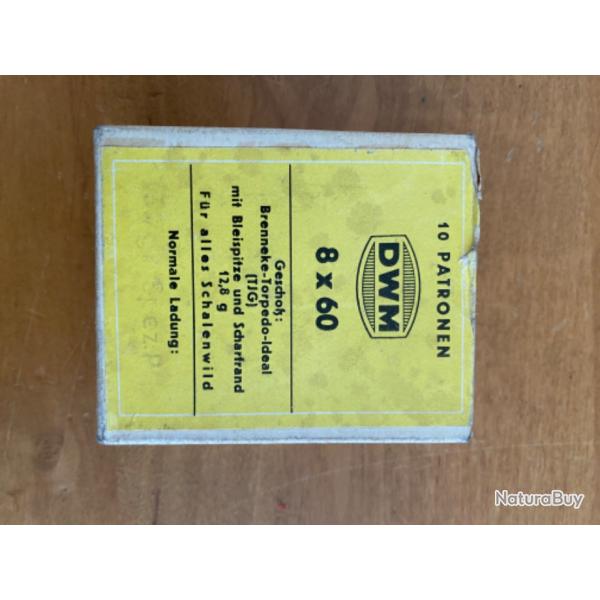 10 PATRONEN
DWM
8 x 60
Geschoß:
Brenneke-Torpedo-Ideal
(TJG)
mit Bleispitze und Scharfrand
12,8 g
Für alles Schalenwild
Normale Ladung:
NaturaBuy